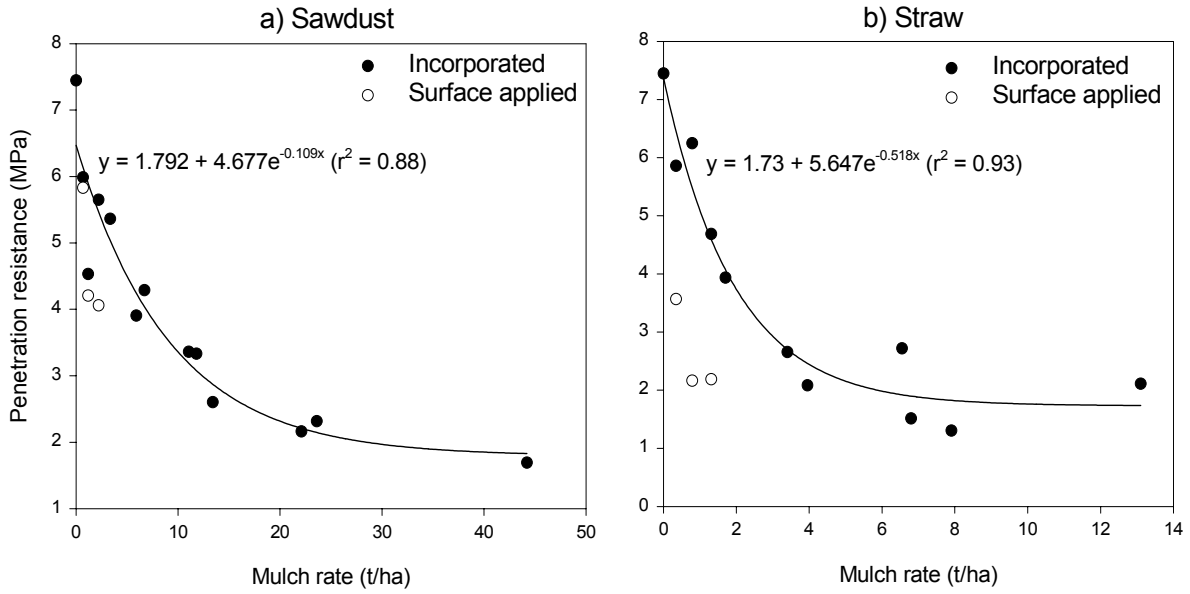 a) Sawdust
8
7
6
5
4
3
2
1
0
10
20
30
40
50
Penetration resistance (MPa)
Mulch rate (t/ha)
Incorporated
Surface applied
y = 1.792 + 4.677e^-0.109x (r² = 0.88)
b) Straw
8
7
6
5
4
3
2
1
0
0
2
4
6
8
10
12
14
Mulch rate (t/ha)
Incorporated
Surface applied
y = 1.73 + 5.647e^-0.518x (r² = 0.93)